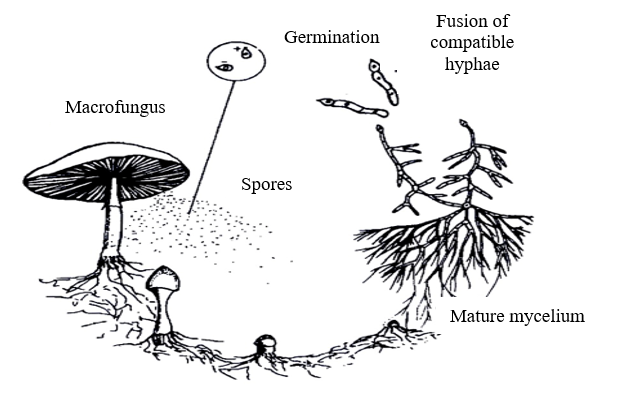 Fusion of
compatible
hyphae
Germination
Macrofungus
Spores
Mature mycelium